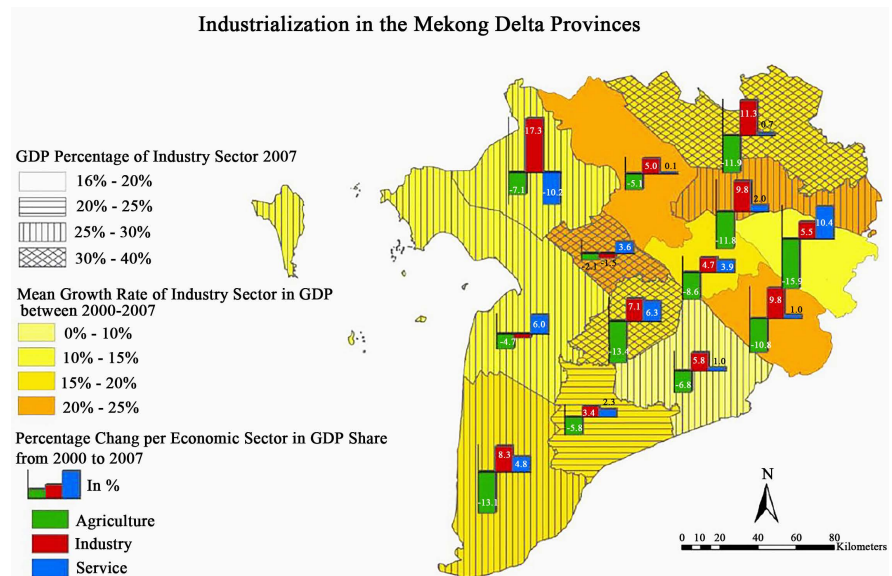 Industrialization in the Mekong Delta Provinces
GDP Percentage of Industry Sector 2007
16% - 20%
20% - 25%
25% - 30%
30% - 40%
Mean Growth Rate of Industry Sector in GDP
between 2000-2007
0% - 10%
10% - 15%
15% - 20%
20% - 25%
Percentage Chang per Economic Sector in GDP Share
from 2000 to 2007
In %
Agriculture
Industry
Service
17.3
-7.1
-10.2
5.0
0.1
-5.1
11.3
0.7
-11.9
9.8
2.0
-11.8
10.4
5.5
-15.9
3.6
-2.1
-1.5
4.7
3.9
-8.6
9.8
1.0
-10.8
7.1
6.3
-13.4
6.0
-4.7
5.8
1.0
-6.8
2.3
3.4
-5.8
8.3
4.8
-13.1
N
0 10 20 40 60 80
Kilometers